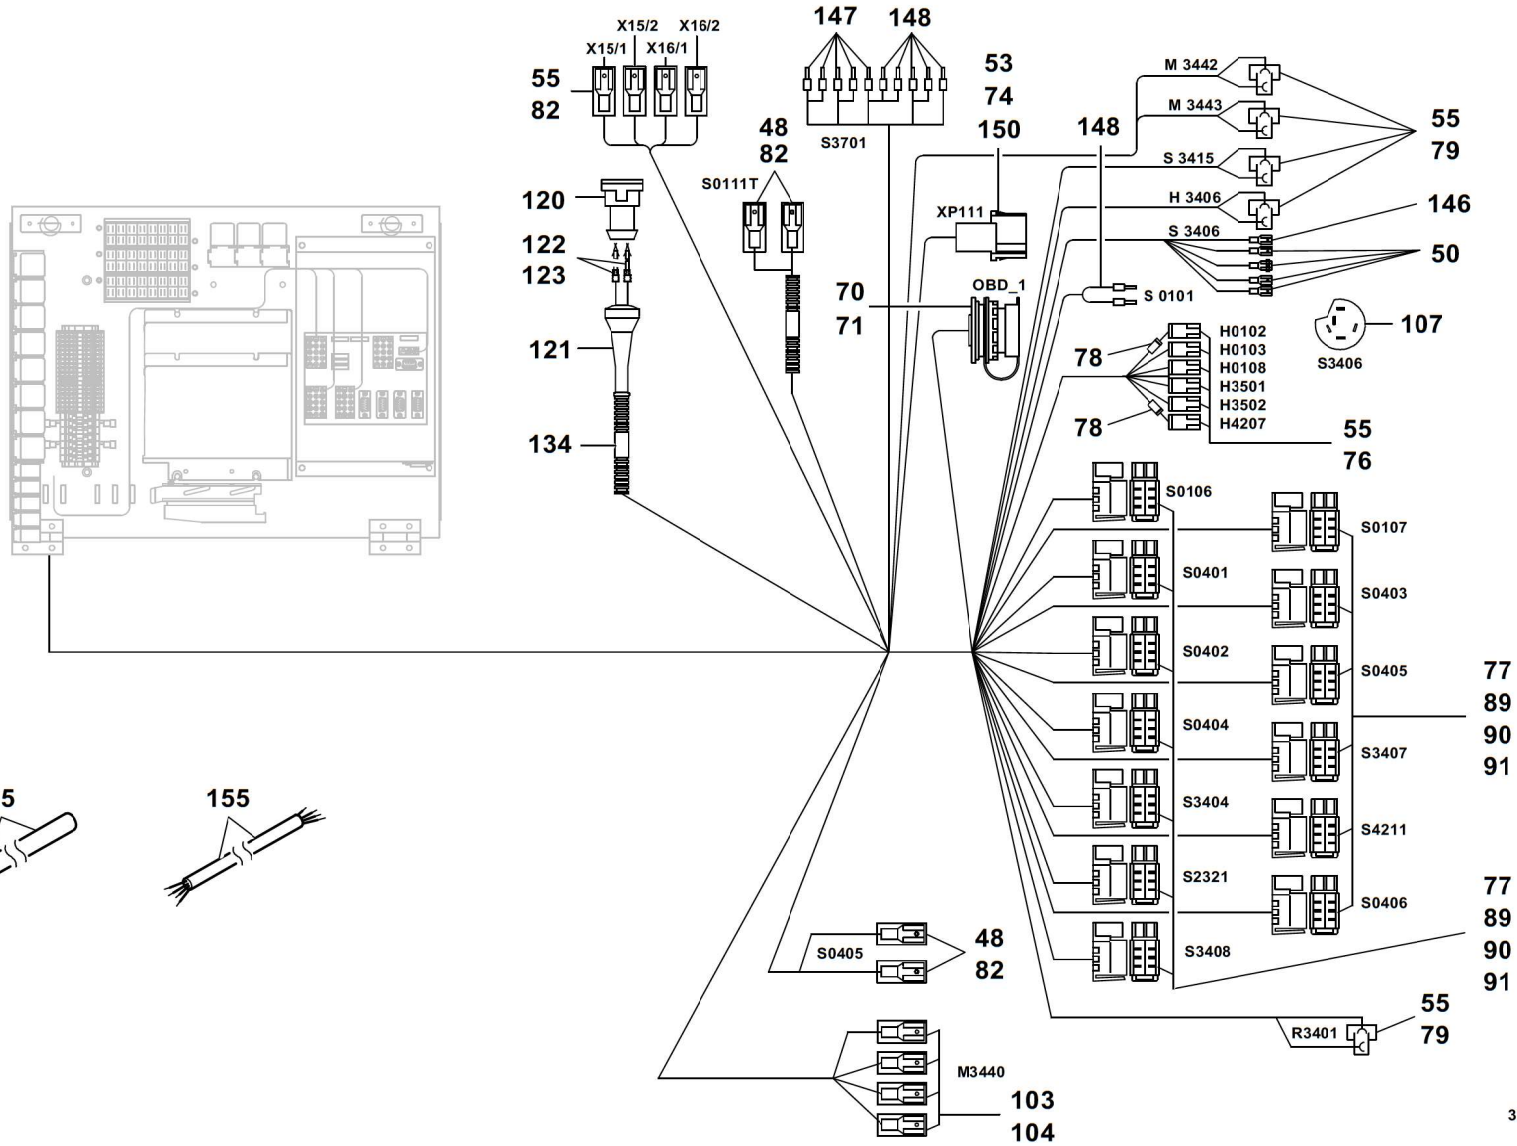 147 148
X15/2 X16/2
X15/1 X16/1
55
82
S3701
48
82
S0111T
53
74
150
XP111
148
M 3442
M 3443
S 3415
H 3406
S 3406
55
79
146
50
120
122
123
121
134
70
71
OBD_1
S 0101
107
S3406
78
78
H0102
H0103
H0108
H3501
H3502
H4207
55
76
S0106
S0107
S0401
S0403
S0402
S0405
S0404
S3407
S3404
S4211
S2321
S0406
S3408
77
89
90
91
77
89
90
91
5
155
S0405
48
82
R3401
55
79
M3440
103
104
3